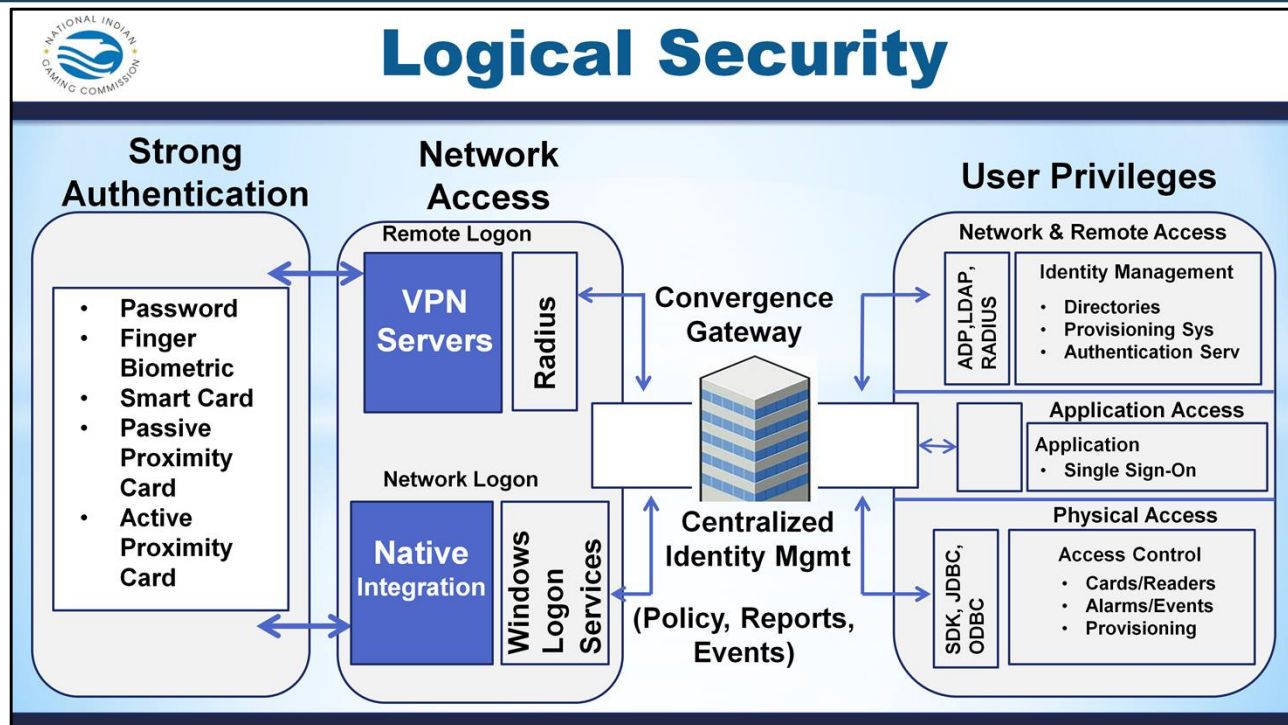 NATIONAL INDIAN
GAMING COMMISSION
Logical Security
Strong
Authentication
• Password
• Finger
Biometric
• Smart Card
• Passive
Proximity
Card
• Active
Proximity
Card
Network
Access
Remote Logon
VPN
Servers
Radius
Network Logon
Native
Integration
Windows
Logon
Services
Convergence
Gateway
Centralized
Identity Mgmt
(Policy, Reports,
Events)
User Privileges
Network & Remote Access
ADP,LDAP,
RADIUS
Identity Management
• Directories
• Provisioning Sys
• Authentication Serv
Application Access
Application
• Single Sign-On
Physical Access
SDK, JDBC,
ODBC
Access Control
• Cards/Readers
• Alarms/Events
• Provisioning